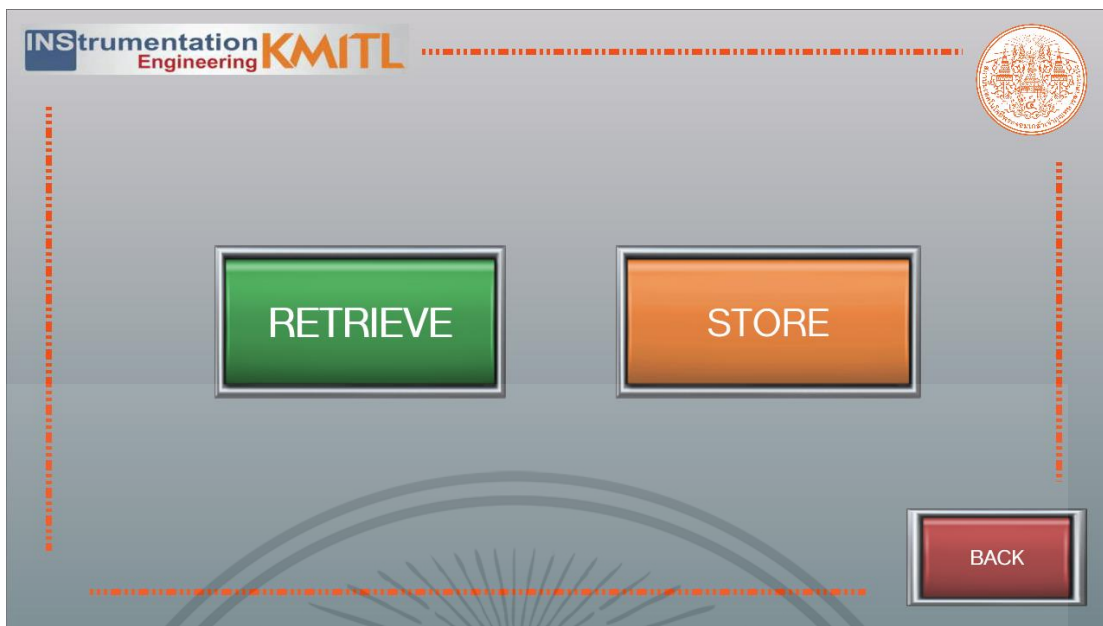 INStrumentation
Engineering KMITL
RETRIEVE
STORE
BACK